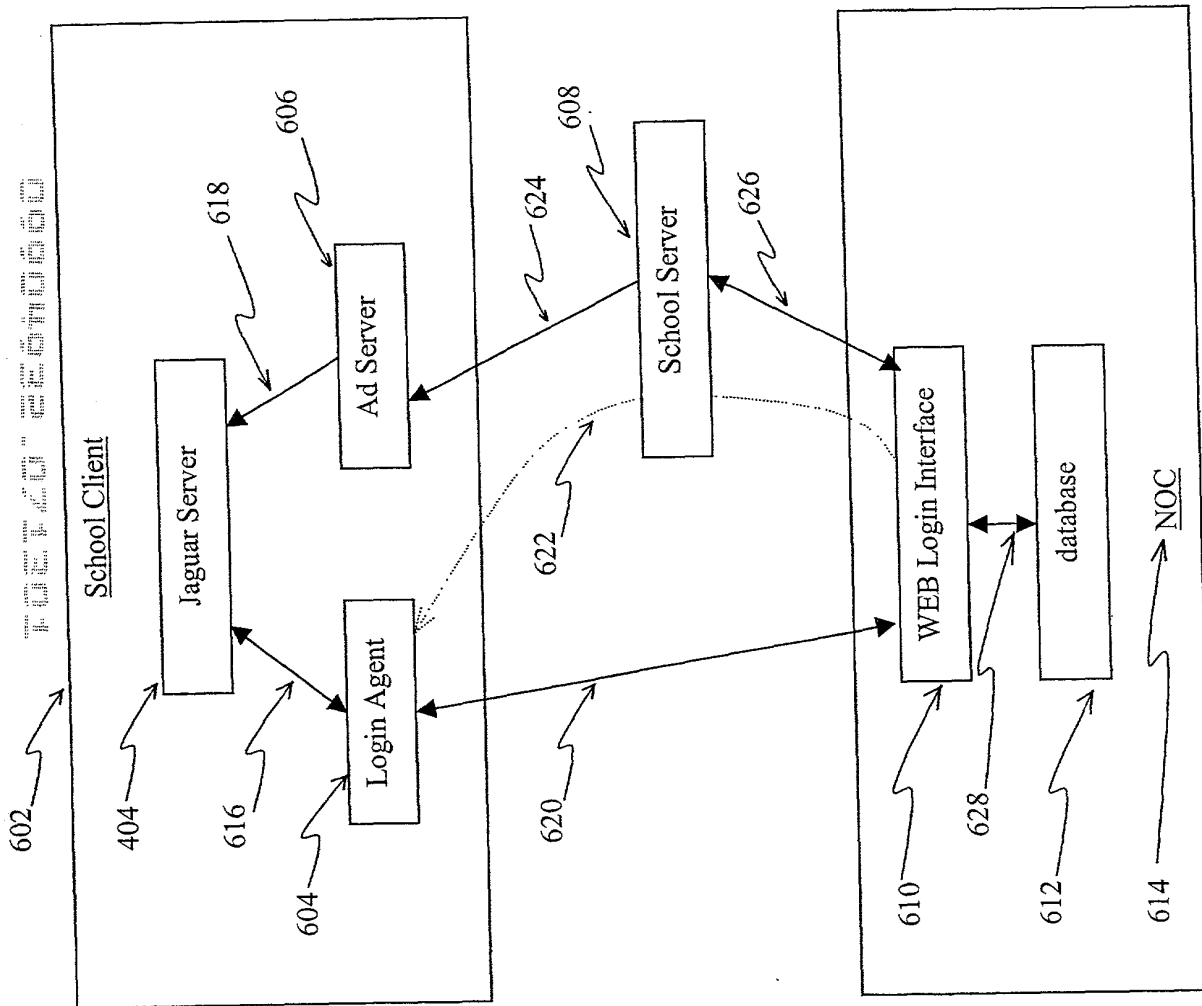 School Client
602
Jaguar Server
404
618
616
606
Ad Server
Login Agent
604
624
608
School Server
622
620
626
WEB Login Interface
610
628
database
612
NOC
614